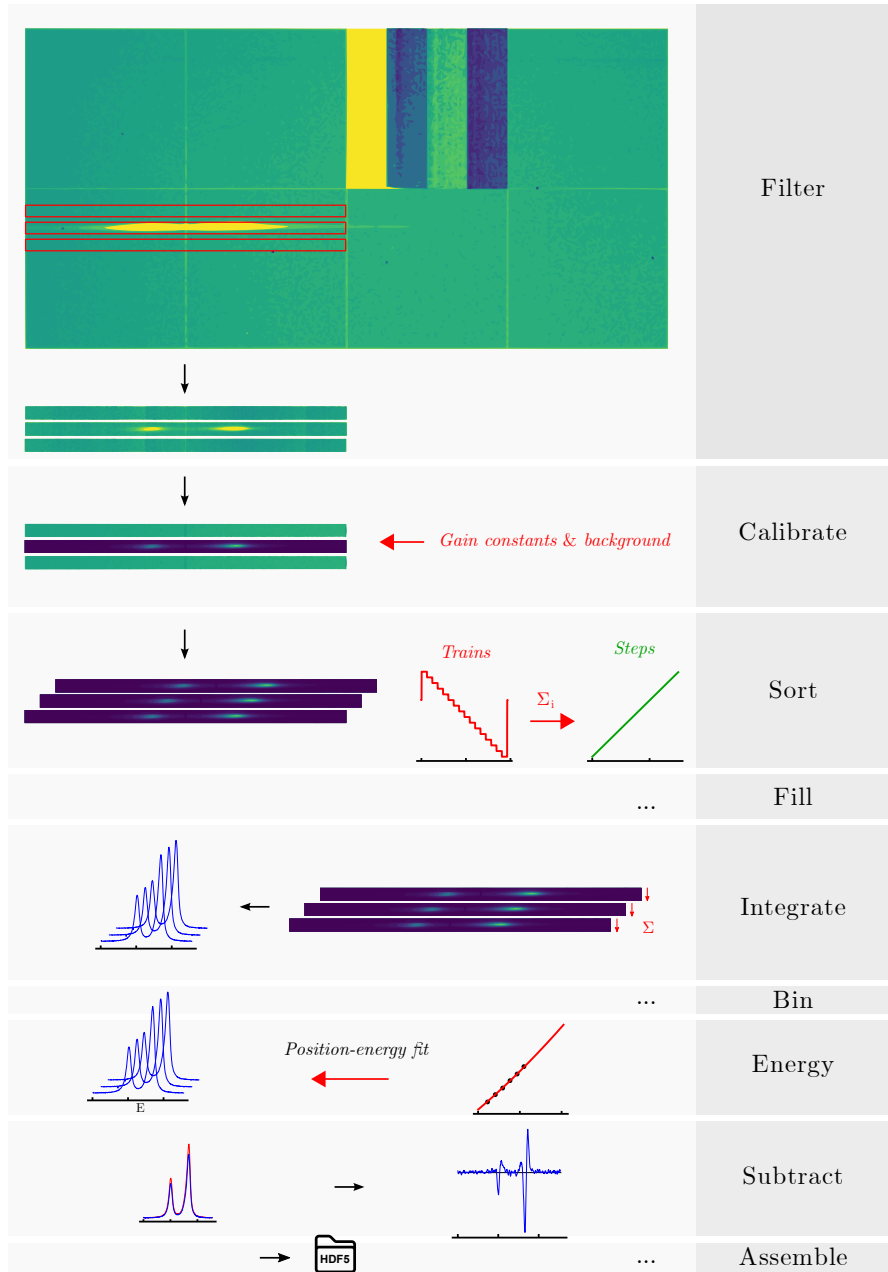 Filter
Calibrate
Gain constants & background
Sort
Trains
Steps
Σi
Fill
...
Integrate
Σ
Bin
...
Energy
Position-energy fit
E
Subtract
Assemble
HDF5
...